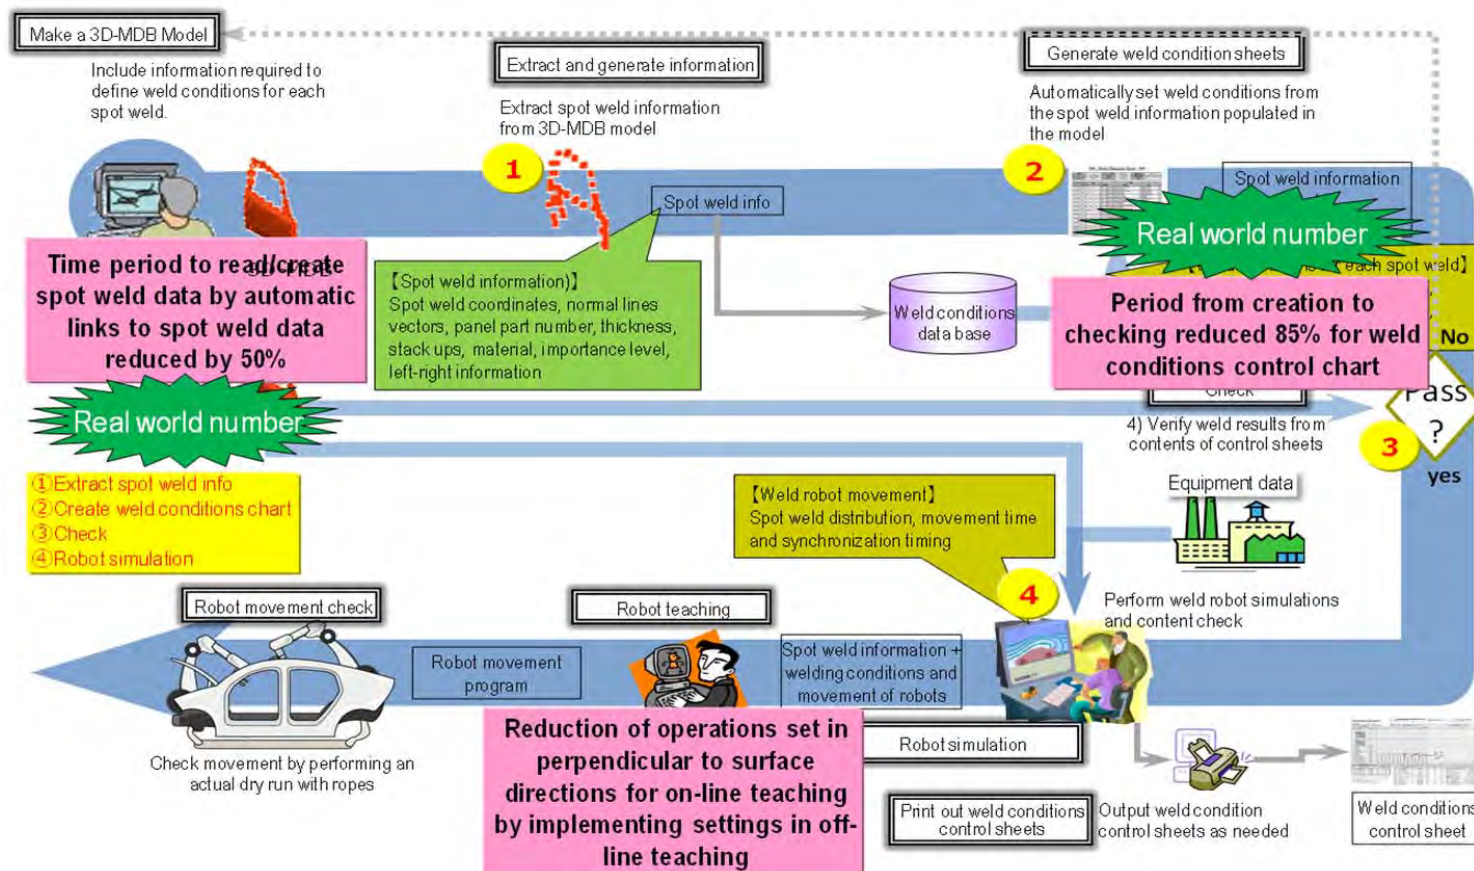 Make a 3D-MDB Model
Include information required to
define weld conditions for each
spot weld.
Extract and generate information
Extract spot weld information
from 3D-MDB model
Generate weld condition sheets
Automatically set weld conditions from
the spot weld information populated in
the model
1
2
Spot weld info
Spot weld information
Real world number
Time period to read/create
spot weld data by automatic
links to spot weld data
reduced by 50%
【Spot weld information)】
Spot weld coordinates, normal lines
vectors, panel part number, thickness,
stack ups, material, importance level,
left-right information
Weld conditions
data base
each spot weld】
Period from creation to
checking reduced 85% for weld
conditions control chart
No
Real world number
Check
4) Verify weld results from
contents of control sheets
Pass
?
3
yes
①Extract spot weld info
②Create weld conditions chart
③Check
④Robot simulation
【Weld robot movement】
Spot weld distribution, movement time
and synchronization timing
Equipment data
4
Perform weld robot simulations
and content check
Robot movement check
Robot teaching
Robot movement
program
Spot weld information +
welding conditions and
movement of robots
Check movement by performing an
actual dry run with ropes
Reduction of operations set in
perpendicular to surface
directions for on-line teaching
by implementing settings in off-
line teaching
Robot simulation
Print out weld conditions
control sheets
Output weld condition
control sheets as needed
Weld conditions
control sheet